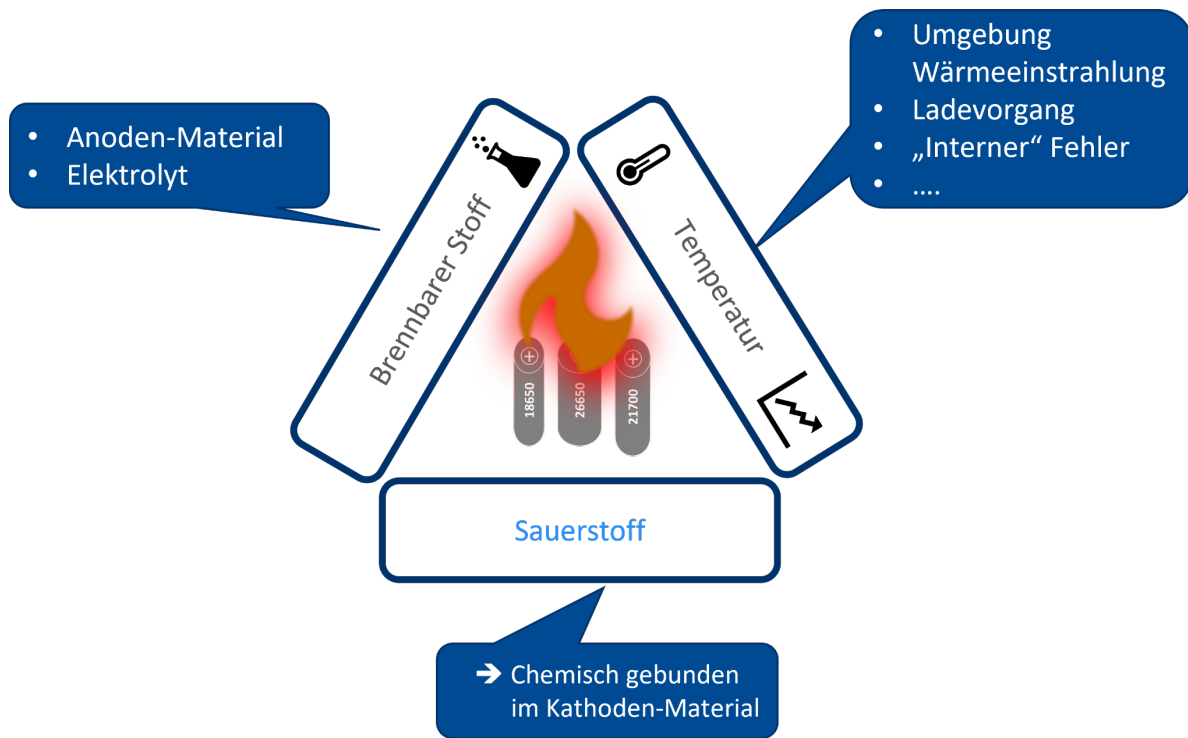 • Umgebung
Wärmeeinstrahlung
• Ladevorgang
• „Interner“ Fehler
• ....
• Anoden-Material
• Elektrolyt
Brennbarer Stoff
Temperatur
18650
26650
21700
Sauerstoff
➔ Chemisch gebunden
im Kathoden-Material